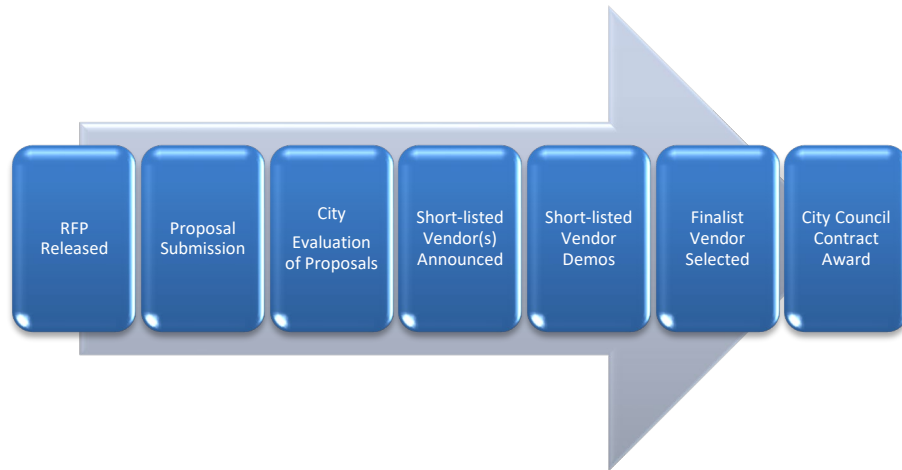 RFP
Released
Proposal
Submission
City
Evaluation
of Proposals
Short-listed
Vendor(s)
Announced
Short-listed
Vendor
Demos
Finalist
Vendor
Selected
City Council
Contract
Award